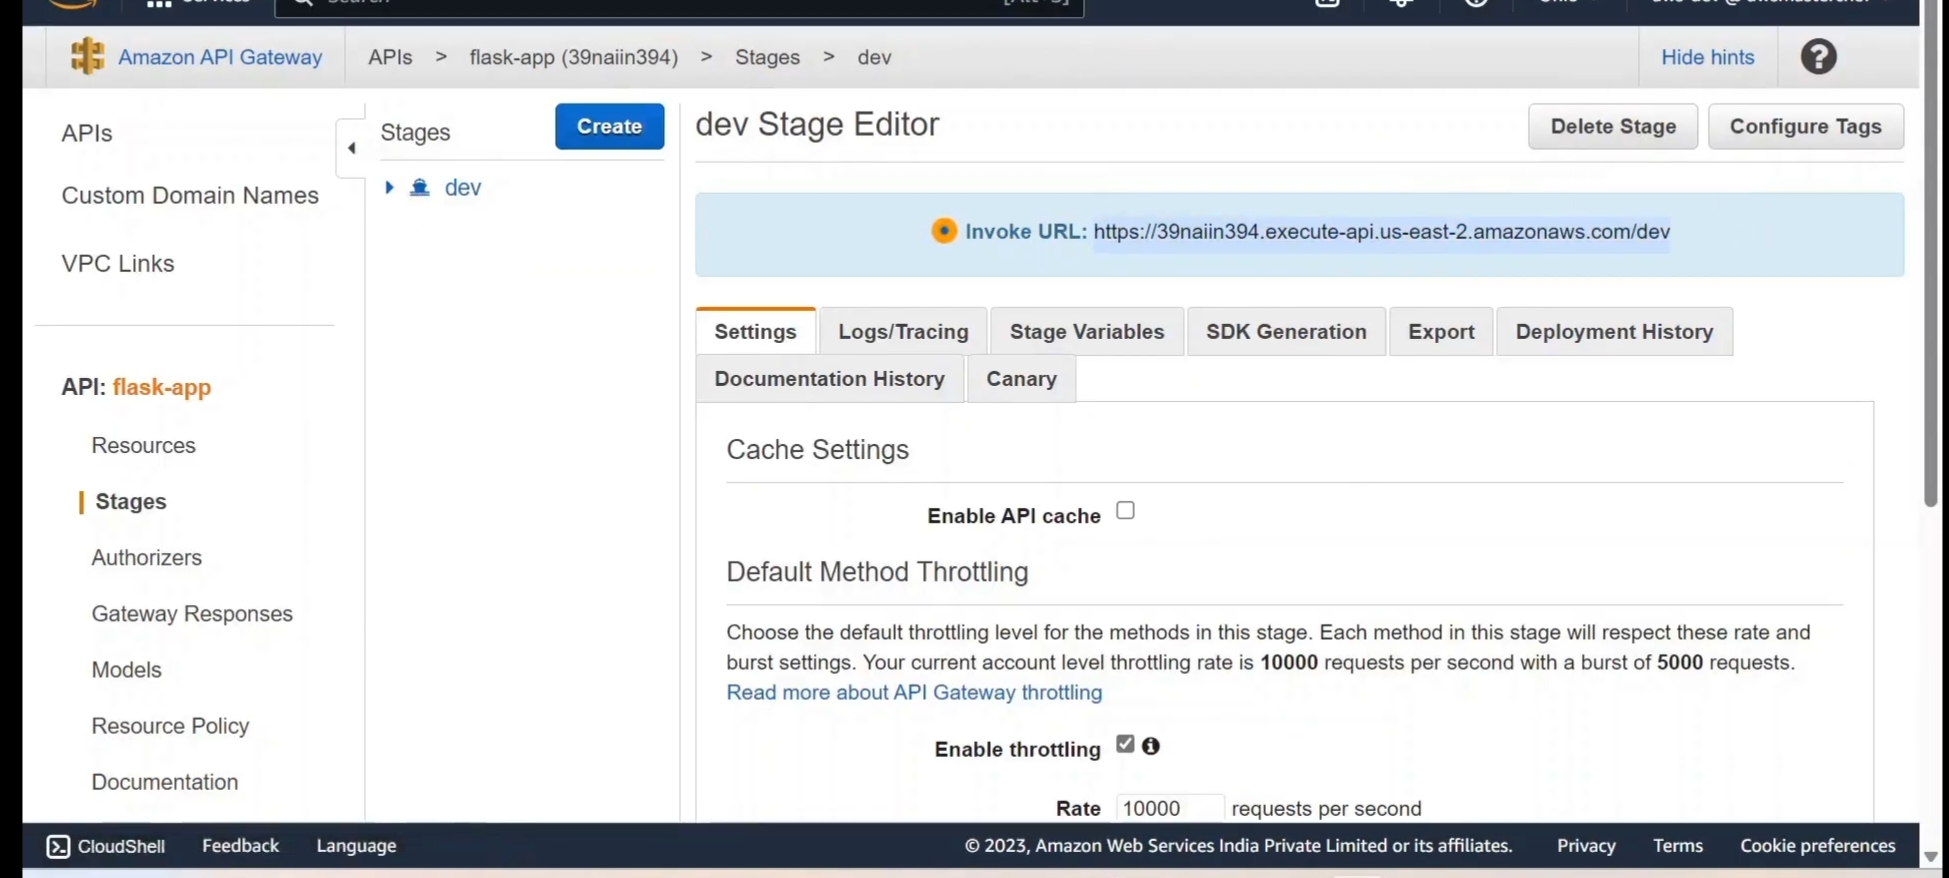 Amazon API Gateway
APIs > flask-app (39naiin394) > Stages > dev
Hide hints
?
APIs
Custom Domain Names
VPC Links
API: flask-app
Resources
Stages
Authorizers
Gateway Responses
Models
Resource Policy
Documentation
Stages
Create
dev
dev Stage Editor
Delete Stage
Configure Tags
Invoke URL: https://39naiin394.execute-api.us-east-2.amazonaws.com/dev
Settings
Logs/Tracing
Stage Variables
SDK Generation
Export
Deployment History
Documentation History
Canary
Cache Settings
Enable API cache
Default Method Throttling
Choose the default throttling level for the methods in this stage. Each method in this stage will respect these rate and
burst settings. Your current account level throttling rate is 10000 requests per second with a burst of 5000 requests.
Read more about API Gateway throttling
Enable throttling
Rate 10000 requests per second
CloudShell
Feedback
Language
© 2023, Amazon Web Services India Private Limited or its affiliates.
Privacy
Terms
Cookie preferences